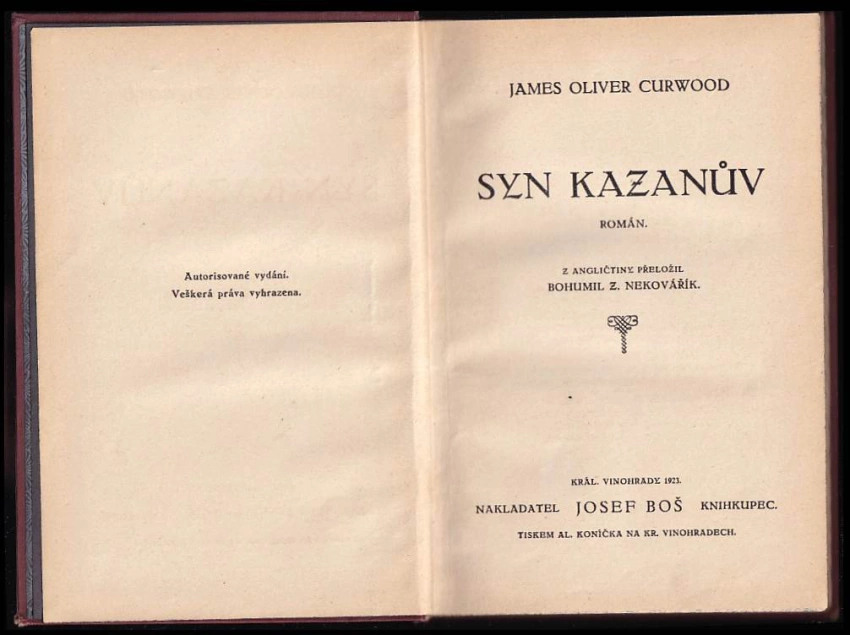 Autorisované vydání.
Veškerá práva vyhrazena.
JAMES OLIVER CURWOOD
SYN KAZANŮV
ROMÁN.
Z ANGLIČTINY PŘELOŽIL
BOHUMIL Z. NEKOVÁŘÍK.
KRÁL. VINOHRADY 1923.
NAKLADATEL JOSEF BOŠ KNIHKUPEC.
TISKEM AL. KONÍČKA NA KR. VINOHRADECH.